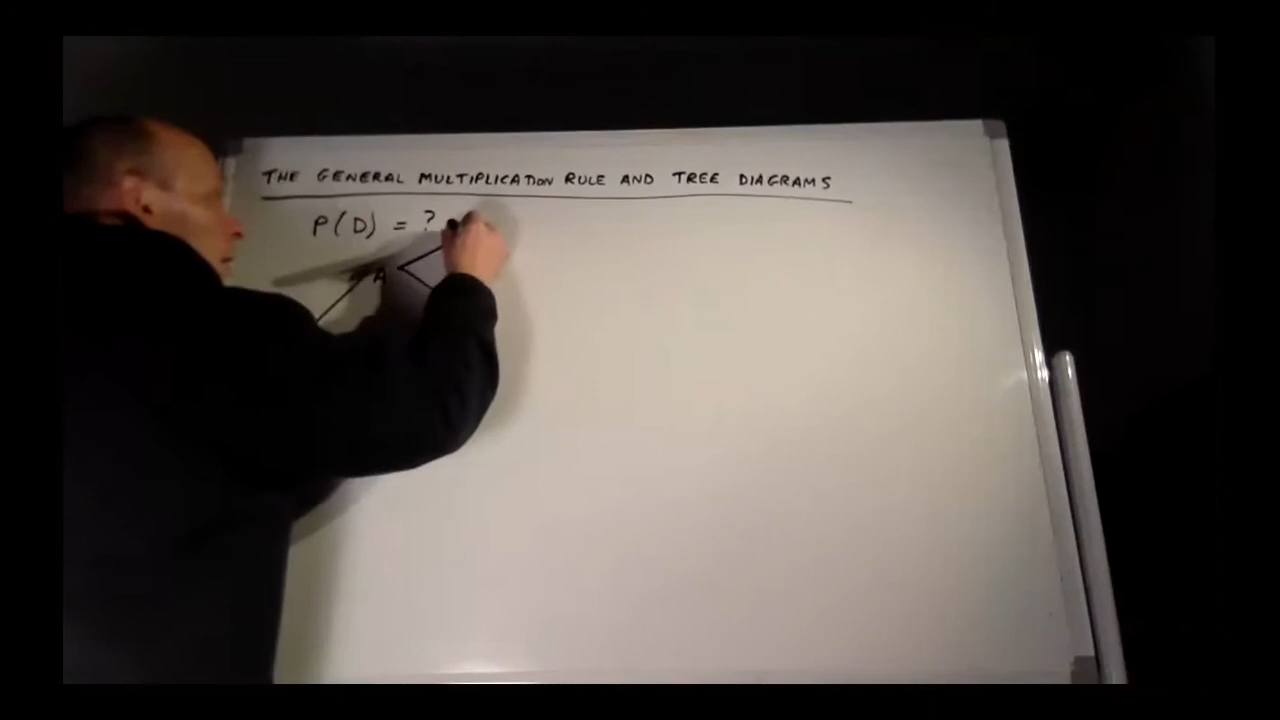 THE GENERAL MULTIPLICATION RULE AND TREE DIAGRAMS
P(D) = ?
A